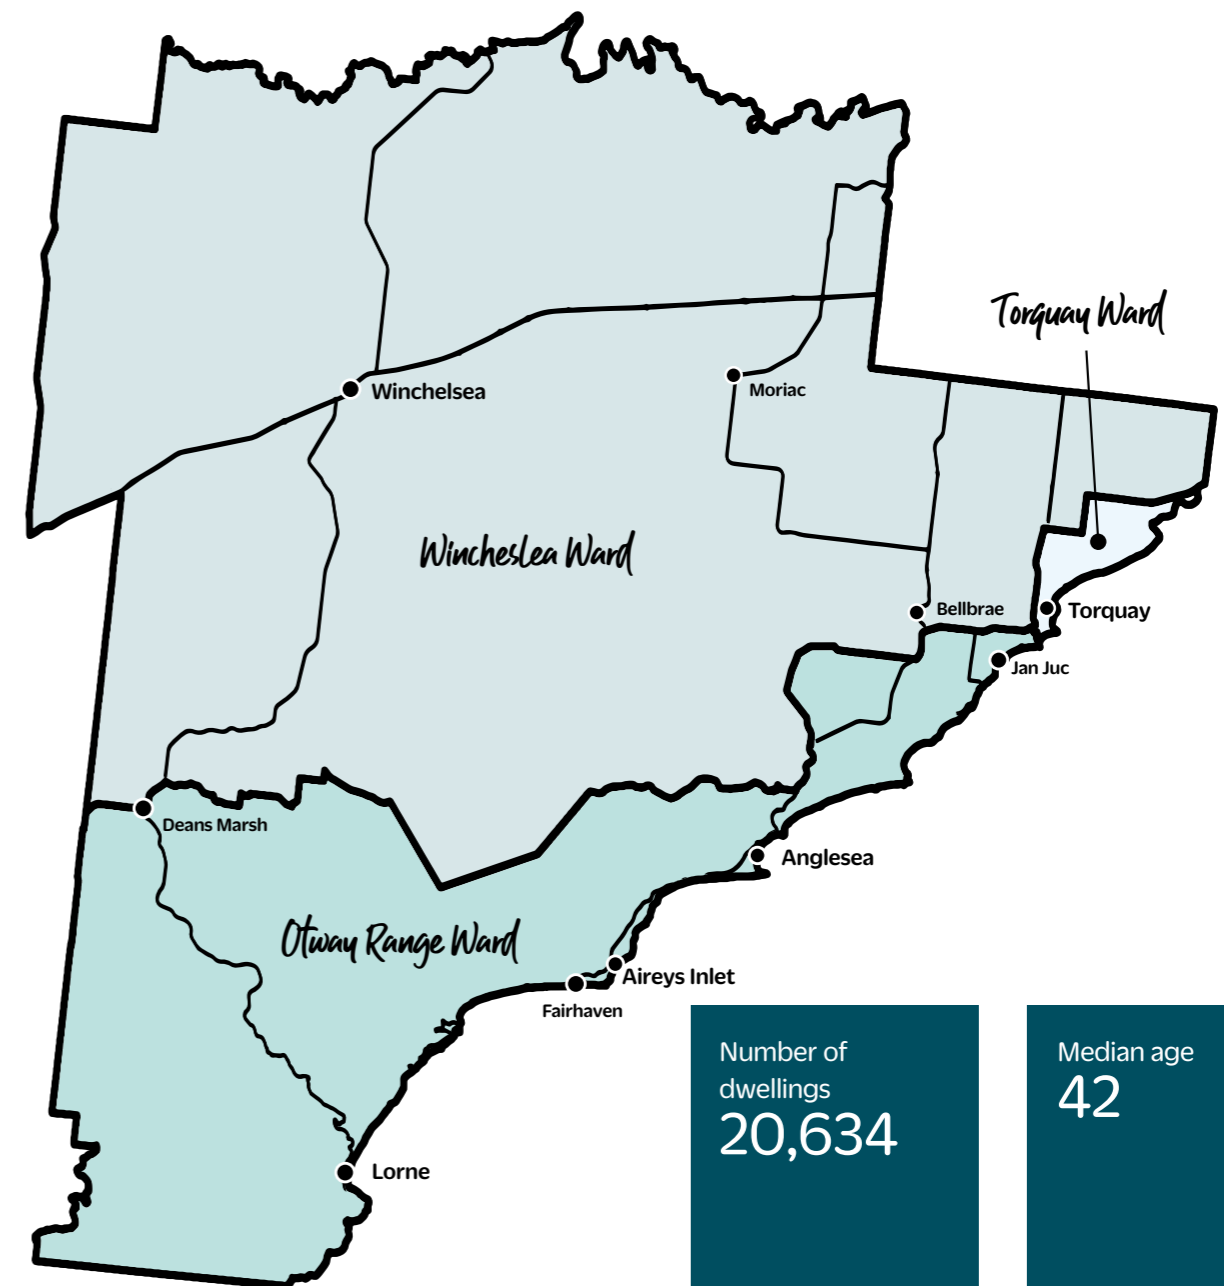 Torquay Ward
Winchelsea
Moriac
Wincheslea Ward
Bellbrae
Torquay
Jan Juc
Deans Marsh
Anglesea
Otway Range Ward
Aireys Inlet
Fairhaven
Number of
dwellings
20,634
Median age
42
Lorne